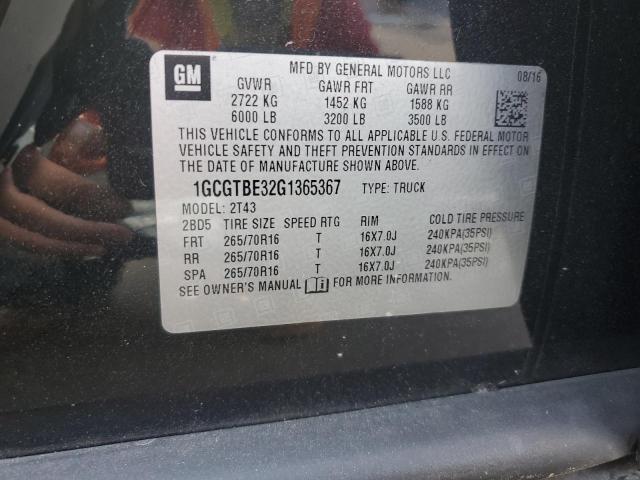 GM
MFD BY GENERAL MOTORS LLC 08/16
GVWR GAWR FRT GAWR RR
2722 KG 1452 KG 1588 KG
6000 LB 3200 LB 3500 LB
THIS VEHICLE CONFORMS TO ALL APPLICABLE U.S. FEDERAL MOTOR
VEHICLE SAFETY AND THEFT PREVENTION STANDARDS IN EFFECT ON
THE DATE OF MANUFACTURE SHOWN ABOVE.
1GCGTBE32G1365367 TYPE: TRUCK
MODEL: 2T43
2BD5 TIRE SIZE SPEED RTG RIM COLD TIRE PRESSURE
FRT 265/70R16 T 16X7.0J 240KPA(35PSI)
RR 265/70R16 T 16X7.0J 240KPA(35PSI)
SPA 265/70R16 T 16X7.0J 240KPA(35PSI)
SEE OWNER'S MANUAL FOR MORE INFORMATION.